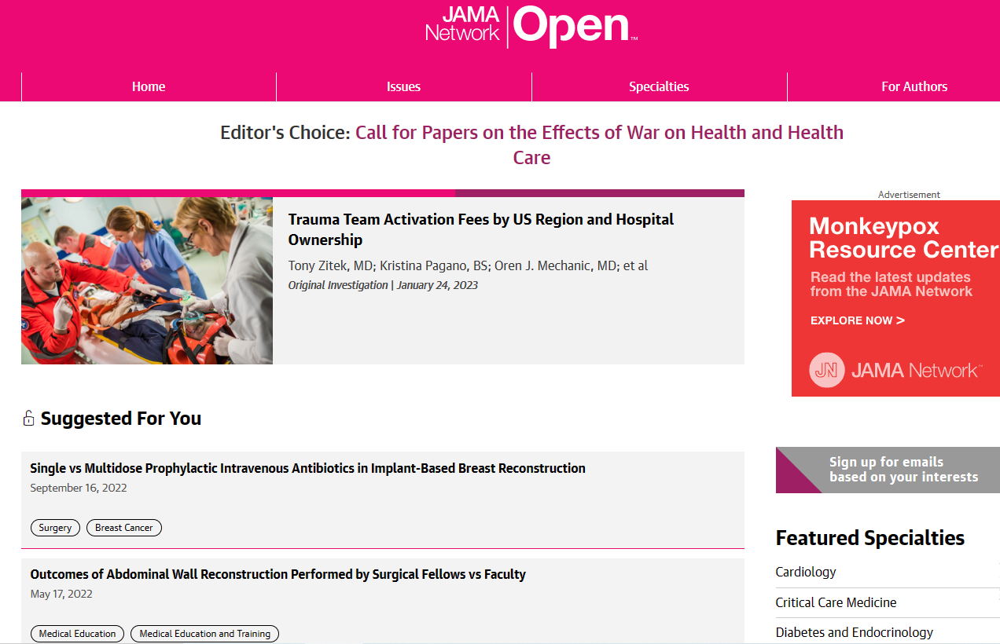 JAMA
Network
Open™
Home
Issues
Specialties
For Authors
Editor's Choice: Call for Papers on the Effects of War on Health and Health
Care
Trauma Team Activation Fees by US Region and Hospital
Ownership
Tony Zitek, MD; Kristina Pagano, BS; Oren J. Mechanic, MD; et al
Original Investigation | January 24, 2023
Advertisement
Monkeypox
Resource Center
Read the latest updates
from the JAMA Network
EXPLORE NOW >
JN JAMA Network™
Suggested For You
Single vs Multidose Prophylactic Intravenous Antibiotics in Implant-Based Breast Reconstruction
September 16, 2022
Surgery
Breast Cancer
Outcomes of Abdominal Wall Reconstruction Performed by Surgical Fellows vs Faculty
May 17, 2022
Medical Education
Medical Education and Training
Sign up for emails
based on your interests
Featured Specialties
Cardiology
Critical Care Medicine
Diabetes and Endocrinology